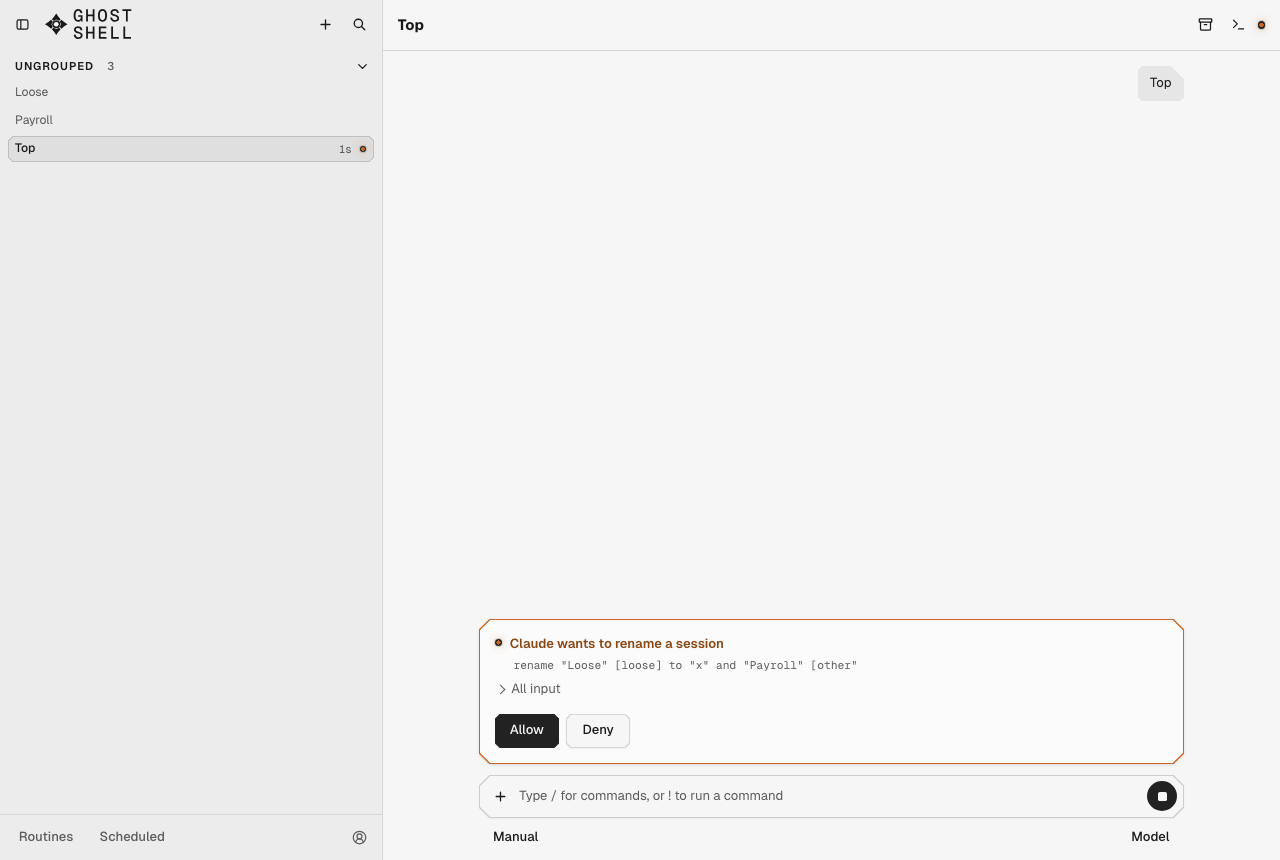 GHOST
SHELL
UNGROUPED 3
Loose
Payroll
Top 1s
Routines Scheduled
Top
Top
Claude wants to rename a session
rename "Loose" [loose] to "x" and "Payroll" [other"
All input
Allow Deny
Type / for commands, or ! to run a command
Manual Model